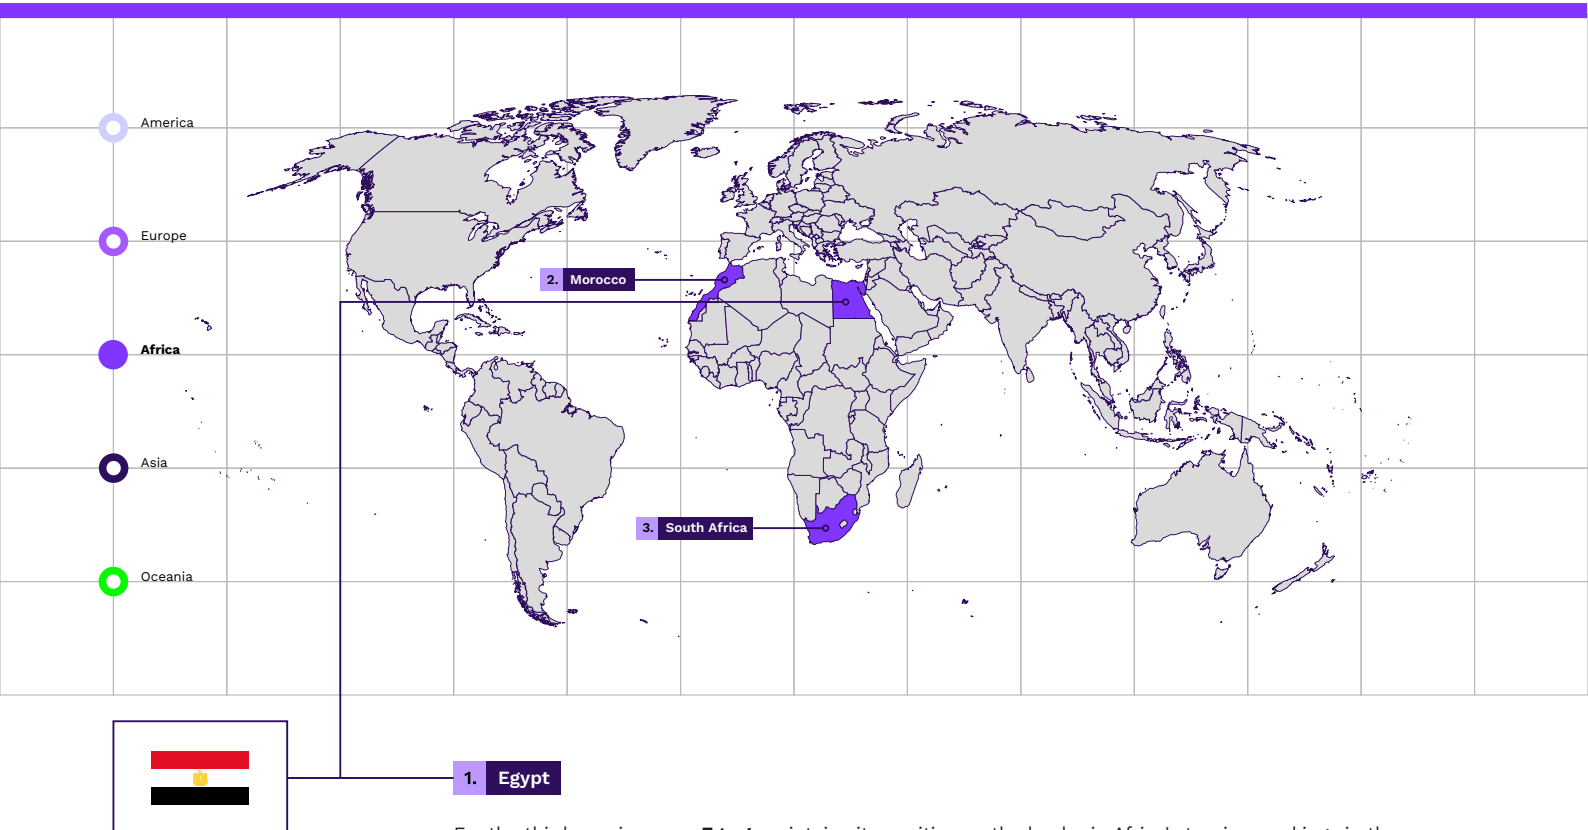 America
Europe
2. Morocco
Africa
Asia
3. South Africa
Oceania
1. Egypt